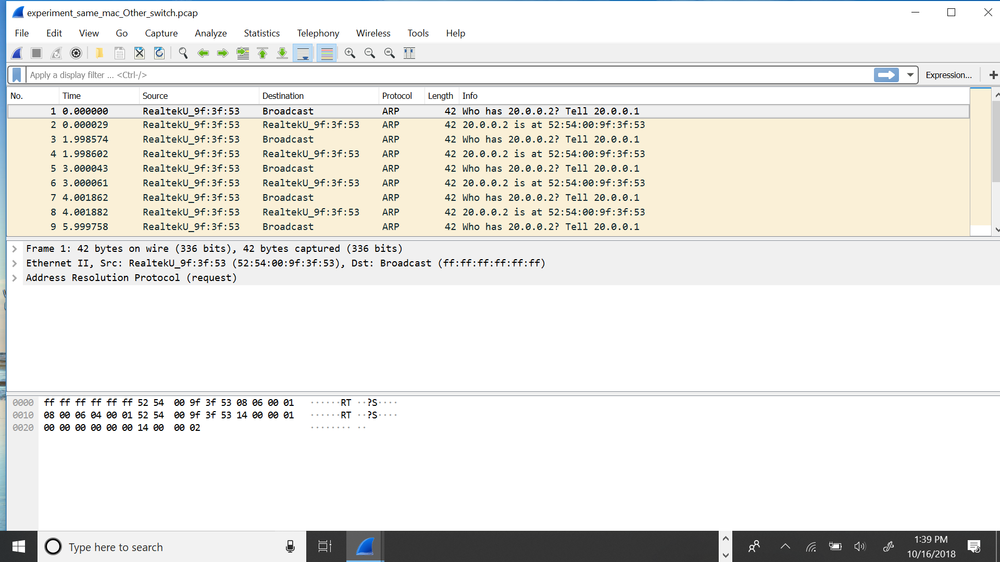 experiment_same_mac_Other_switch.pcap
File Edit View Go Capture Analyze Statistics Telephony Wireless Tools Help
Apply a display filter ... <Ctrl-/> Expression... +
No. Time Source Destination Protocol Length Info
1 0.000000 RealtekU_9f:3f:53 Broadcast ARP 42 Who has 20.0.0.2? Tell 20.0.0.1
2 0.000029 RealtekU_9f:3f:53 RealtekU_9f:3f:53 ARP 42 20.0.0.2 is at 52:54:00:9f:3f:53
3 1.998574 RealtekU_9f:3f:53 Broadcast ARP 42 Who has 20.0.0.2? Tell 20.0.0.1
4 1.998602 RealtekU_9f:3f:53 RealtekU_9f:3f:53 ARP 42 20.0.0.2 is at 52:54:00:9f:3f:53
5 3.000043 RealtekU_9f:3f:53 Broadcast ARP 42 Who has 20.0.0.2? Tell 20.0.0.1
6 3.000061 RealtekU_9f:3f:53 RealtekU_9f:3f:53 ARP 42 20.0.0.2 is at 52:54:00:9f:3f:53
7 4.001862 RealtekU_9f:3f:53 Broadcast ARP 42 Who has 20.0.0.2? Tell 20.0.0.1
8 4.001882 RealtekU_9f:3f:53 RealtekU_9f:3f:53 ARP 42 20.0.0.2 is at 52:54:00:9f:3f:53
9 5.999758 RealtekU_9f:3f:53 Broadcast ARP 42 Who has 20.0.0.2? Tell 20.0.0.1
Frame 1: 42 bytes on wire (336 bits), 42 bytes captured (336 bits)
Ethernet II, Src: RealtekU_9f:3f:53 (52:54:00:9f:3f:53), Dst: Broadcast (ff:ff:ff:ff:ff:ff)
Address Resolution Protocol (request)
0000 ff ff ff ff ff ff 52 54 00 9f 3f 53 08 06 00 01 ······RT ··?S····
0010 08 00 06 04 00 01 52 54 00 9f 3f 53 14 00 00 01 ······RT ··?S····
0020 00 00 00 00 00 00 14 00 00 02 ········ ··
Type here to search
1:39 PM
10/16/2018